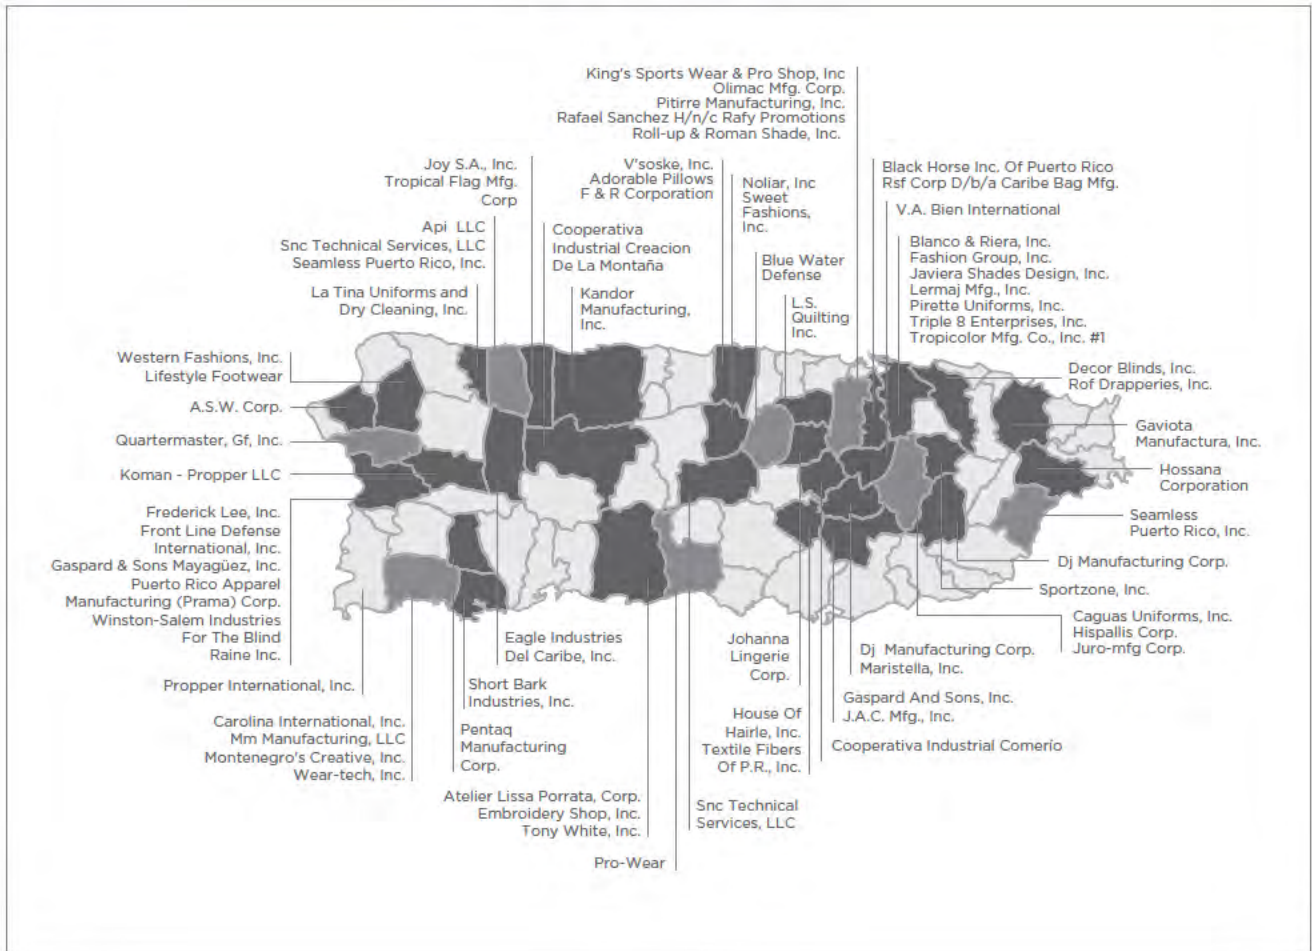 King's Sports Wear & Pro Shop, Inc
Olimac Mfg. Corp.
Pitirre Manufacturing, Inc.
Rafael Sanchez H/n/c Rafy Promotions
Roll-up & Roman Shade, Inc.
Joy S.A., Inc.
Tropical Flag Mfg.
Corp
V'soske, Inc.
Adorable Pillows
F & R Corporation
Noliar, Inc
Sweet
Fashions,
Inc.
Black Horse Inc. Of Puerto Rico
Rsf Corp D/b/a Caribe Bag Mfg.
V.A. Bien International
Api LLC
Snc Technical Services, LLC
Seamless Puerto Rico, Inc.
Cooperativa
Industrial Creacion
De La Montaña
Blue Water
Defense
Blanco & Riera, Inc.
Fashion Group, Inc.
Javiera Shades Design, Inc.
Lermaj Mfg., Inc.
Pirette Uniforms, Inc.
Triple 8 Enterprises, Inc.
Tropicolor Mfg. Co., Inc. #1
La Tina Uniforms and
Dry Cleaning, Inc.
Kandor
Manufacturing,
Inc.
L.S.
Quilting
Inc.
Western Fashions, Inc.
Lifestyle Footwear
Decor Blinds, Inc.
Rof Drapperies, Inc.
A.S.W. Corp.
Gaviota
Manufactura, Inc.
Quartermaster, Gf, Inc.
Koman - Propper LLC
Hossana
Corporation
Frederick Lee, Inc.
Front Line Defense
International, Inc.
Gaspard & Sons Mayagüez, Inc.
Puerto Rico Apparel
Manufacturing (Prama) Corp.
Winston-Salem Industries
For The Blind
Raine Inc.
Seamless
Puerto Rico, Inc.
Dj Manufacturing Corp.
Sportzone, Inc.
Caguas Uniforms, Inc.
Hispallis Corp.
Juro-mfg Corp.
Propper International, Inc.
Eagle Industries
Del Caribe, Inc.
Johanna
Lingerie
Corp.
Dj Manufacturing Corp.
Maristella, Inc.
Short Bark
Industries, Inc.
Gaspard And Sons, Inc.
J.A.C. Mfg., Inc.
Carolina International, Inc.
Mm Manufacturing, LLC
Montenegro's Creative, Inc.
Wear-tech, Inc.
Pentaq
Manufacturing
Corp.
House Of
Hairle, Inc.
Textile Fibers
Of P.R., Inc.
Cooperativa Industrial Comerío
Atelier Lissa Porrata, Corp.
Embroidery Shop, Inc.
Tony White, Inc.
Snc Technical
Services, LLC
Pro-Wear